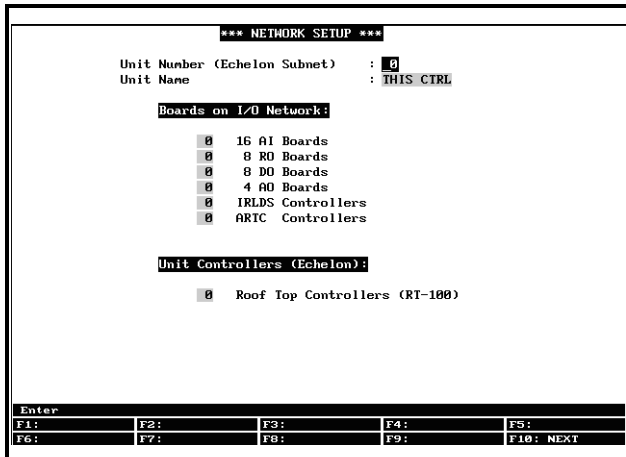 *** NETWORK SETUP ***
Unit Number (Echelon Subnet) : 0
Unit Name : THIS CTRL
Boards on I/O Network:
0 16 AI Boards
0 8 RO Boards
0 8 DO Boards
0 4 AO Boards
0 IRLDS Controllers
0 ARTC Controllers
Unit Controllers (Echelon):
0 Roof Top Controllers (RT-100)
Enter
F1: F2: F3: F4: F5:
F6: F7: F8: F9: F10: NEXT